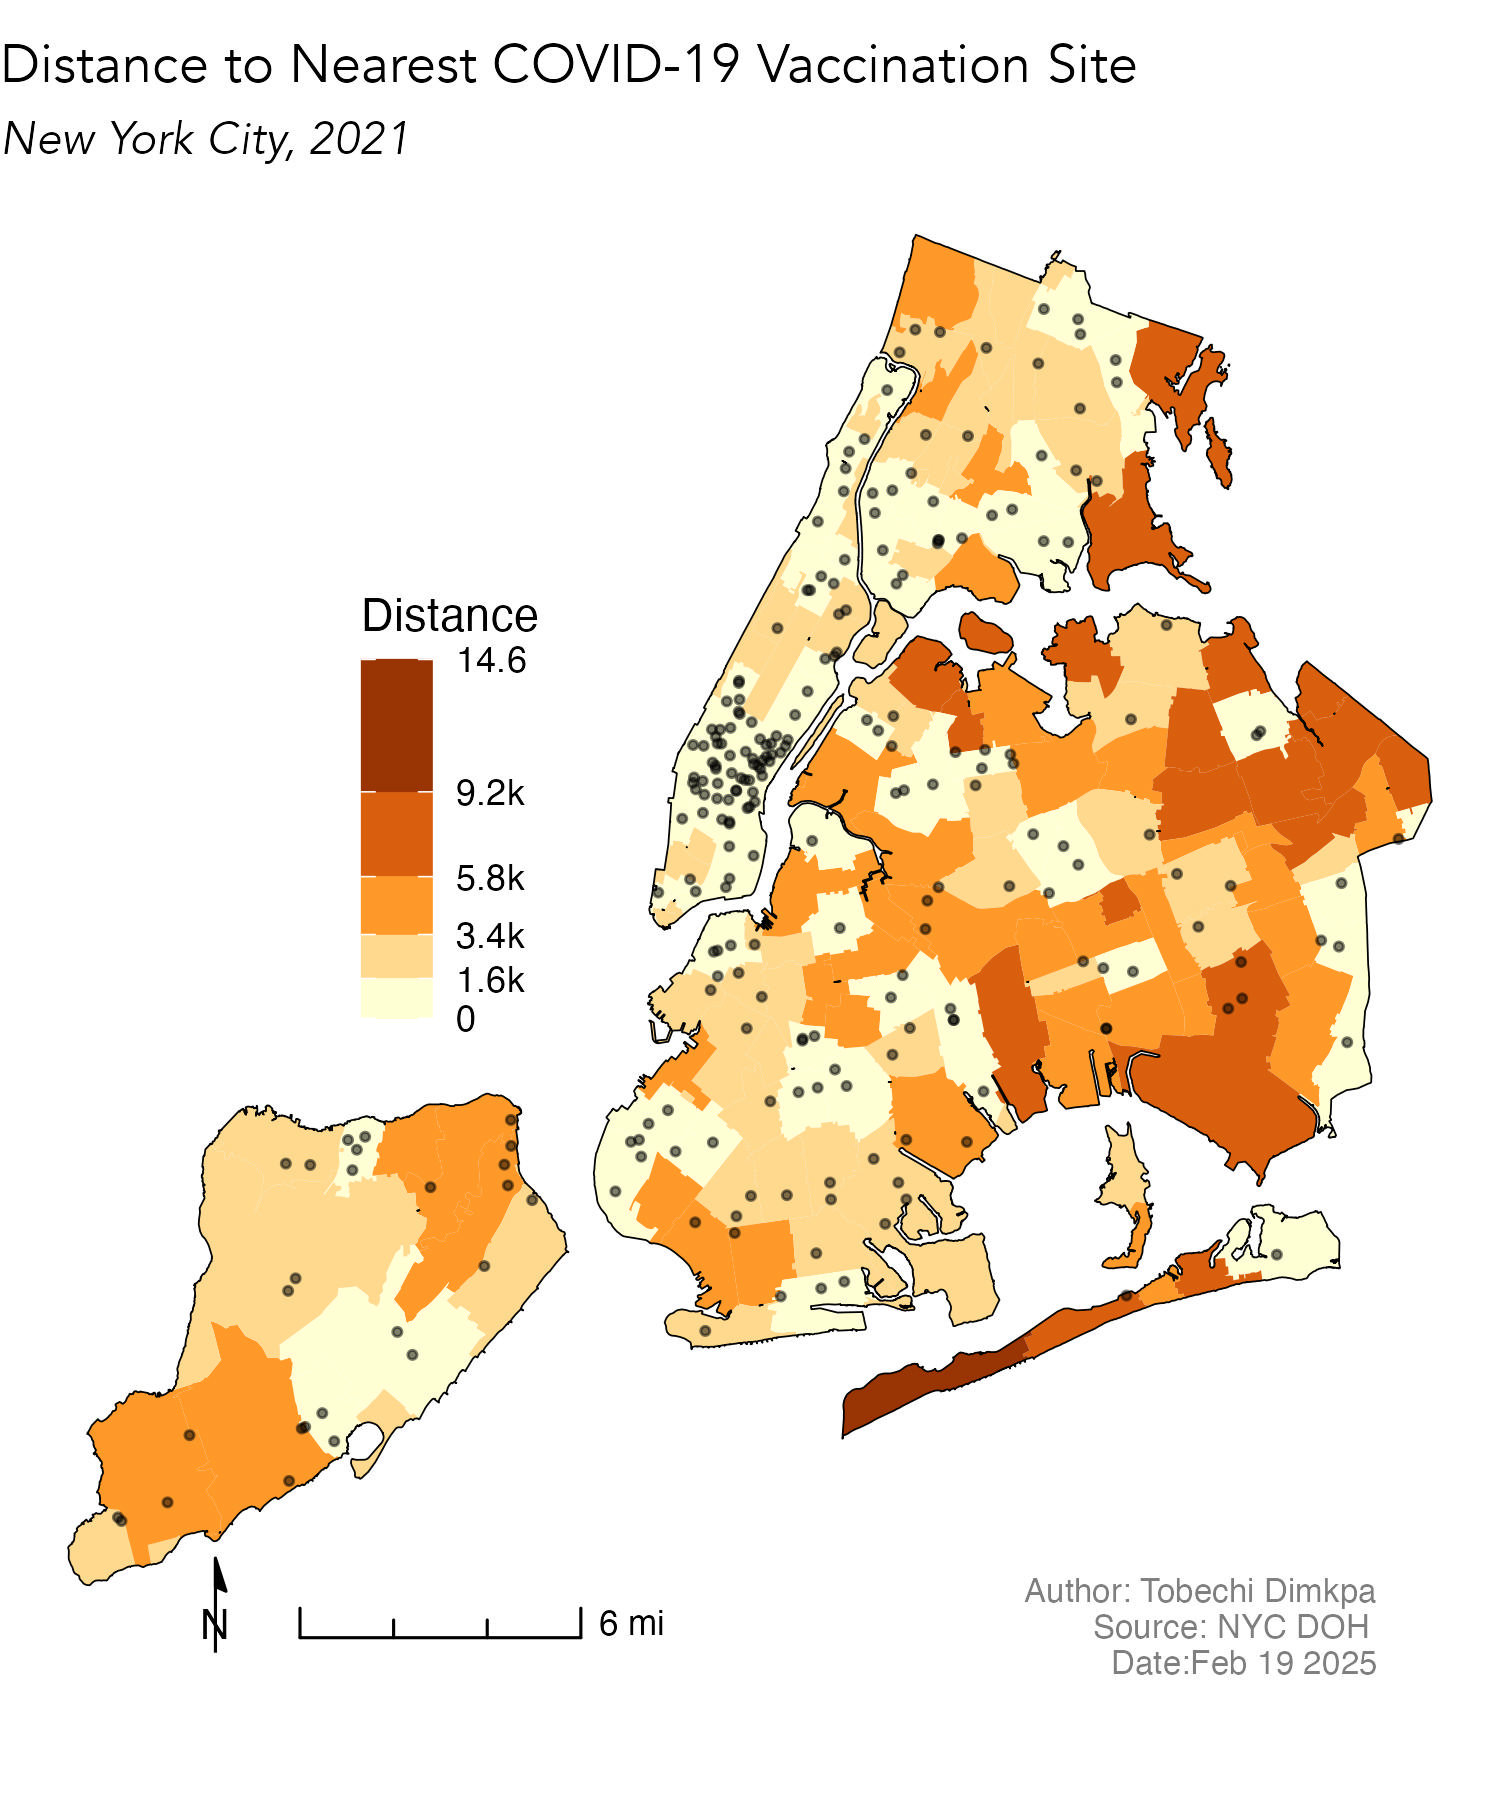 Distance to Nearest COVID-19 Vaccination Site
New York City, 2021
Distance
14.6
9.2k
5.8k
3.4k
1.6k
0
N
6 mi
Author: Tobechi Dimkpa
Source: NYC DOH
Date:Feb 19 2025